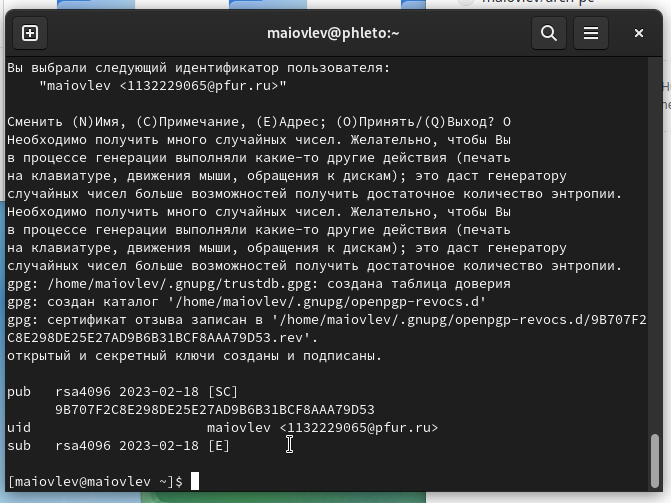 maiovlev@phleto:~
Вы выбрали следующий идентификатор пользователя:
"maiovlev <1132229065@pfur.ru>"
Сменить (N)Имя, (C)Примечание, (E)Адрес; (O)Принять/(Q)Выход? O
Необходимо получить много случайных чисел. Желательно, чтобы Вы
в процессе генерации выполняли какие-то другие действия (печать
на клавиатуре, движения мыши, обращения к дискам); это даст генератору
случайных чисел больше возможностей получить достаточное количество энтропии.
Необходимо получить много случайных чисел. Желательно, чтобы Вы
в процессе генерации выполняли какие-то другие действия (печать
на клавиатуре, движения мыши, обращения к дискам); это даст генератору
случайных чисел больше возможностей получить достаточное количество энтропии.
gpg: /home/maiovlev/.gnupg/trustdb.gpg: создана таблица доверия
gpg: создан каталог '/home/maiovlev/.gnupg/openpgp-revocs.d'
gpg: сертификат отзыва записан в '/home/maiovlev/.gnupg/openpgp-revocs.d/9B707F2
C8E298DE25E27AD9B6B31BCF8AAA79D53.rev'.
открытый и секретный ключи созданы и подписаны.
pub rsa4096 2023-02-18 [SC]
9B707F2C8E298DE25E27AD9B6B31BCF8AAA79D53
uid maiovlev <1132229065@pfur.ru>
sub rsa4096 2023-02-18 [E]
[maiovlev@maiovlev ~]$